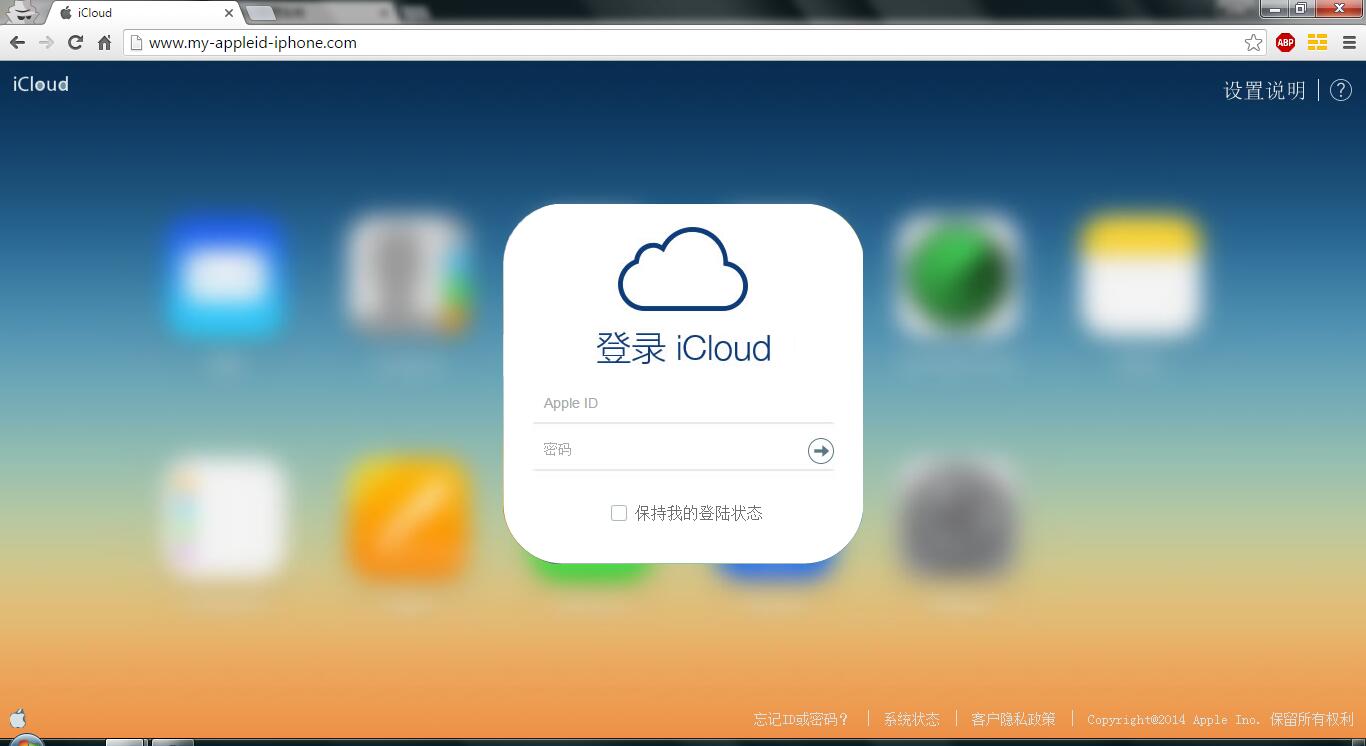 iCloud
www.my-appleid-iphone.com
ABP
iCloud
设置说明 ?
登录 iCloud
Apple ID
密码
保持我的登陆状态
忘记ID或密码? 系统状态 客户隐私政策 Copyright©2014 Apple Ino. 保留所有权利